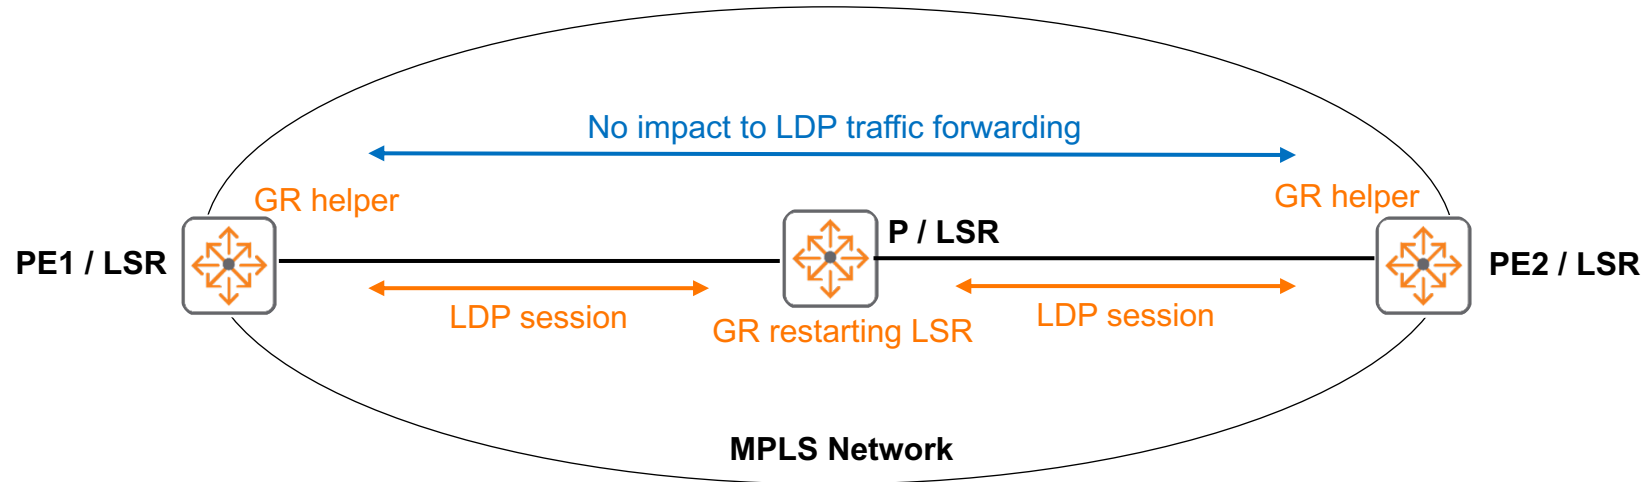 No impact to LDP traffic forwarding
GR helper
GR helper
PE1 / LSR
P / LSR
PE2 / LSR
LDP session
GR restarting LSR
LDP session
MPLS Network